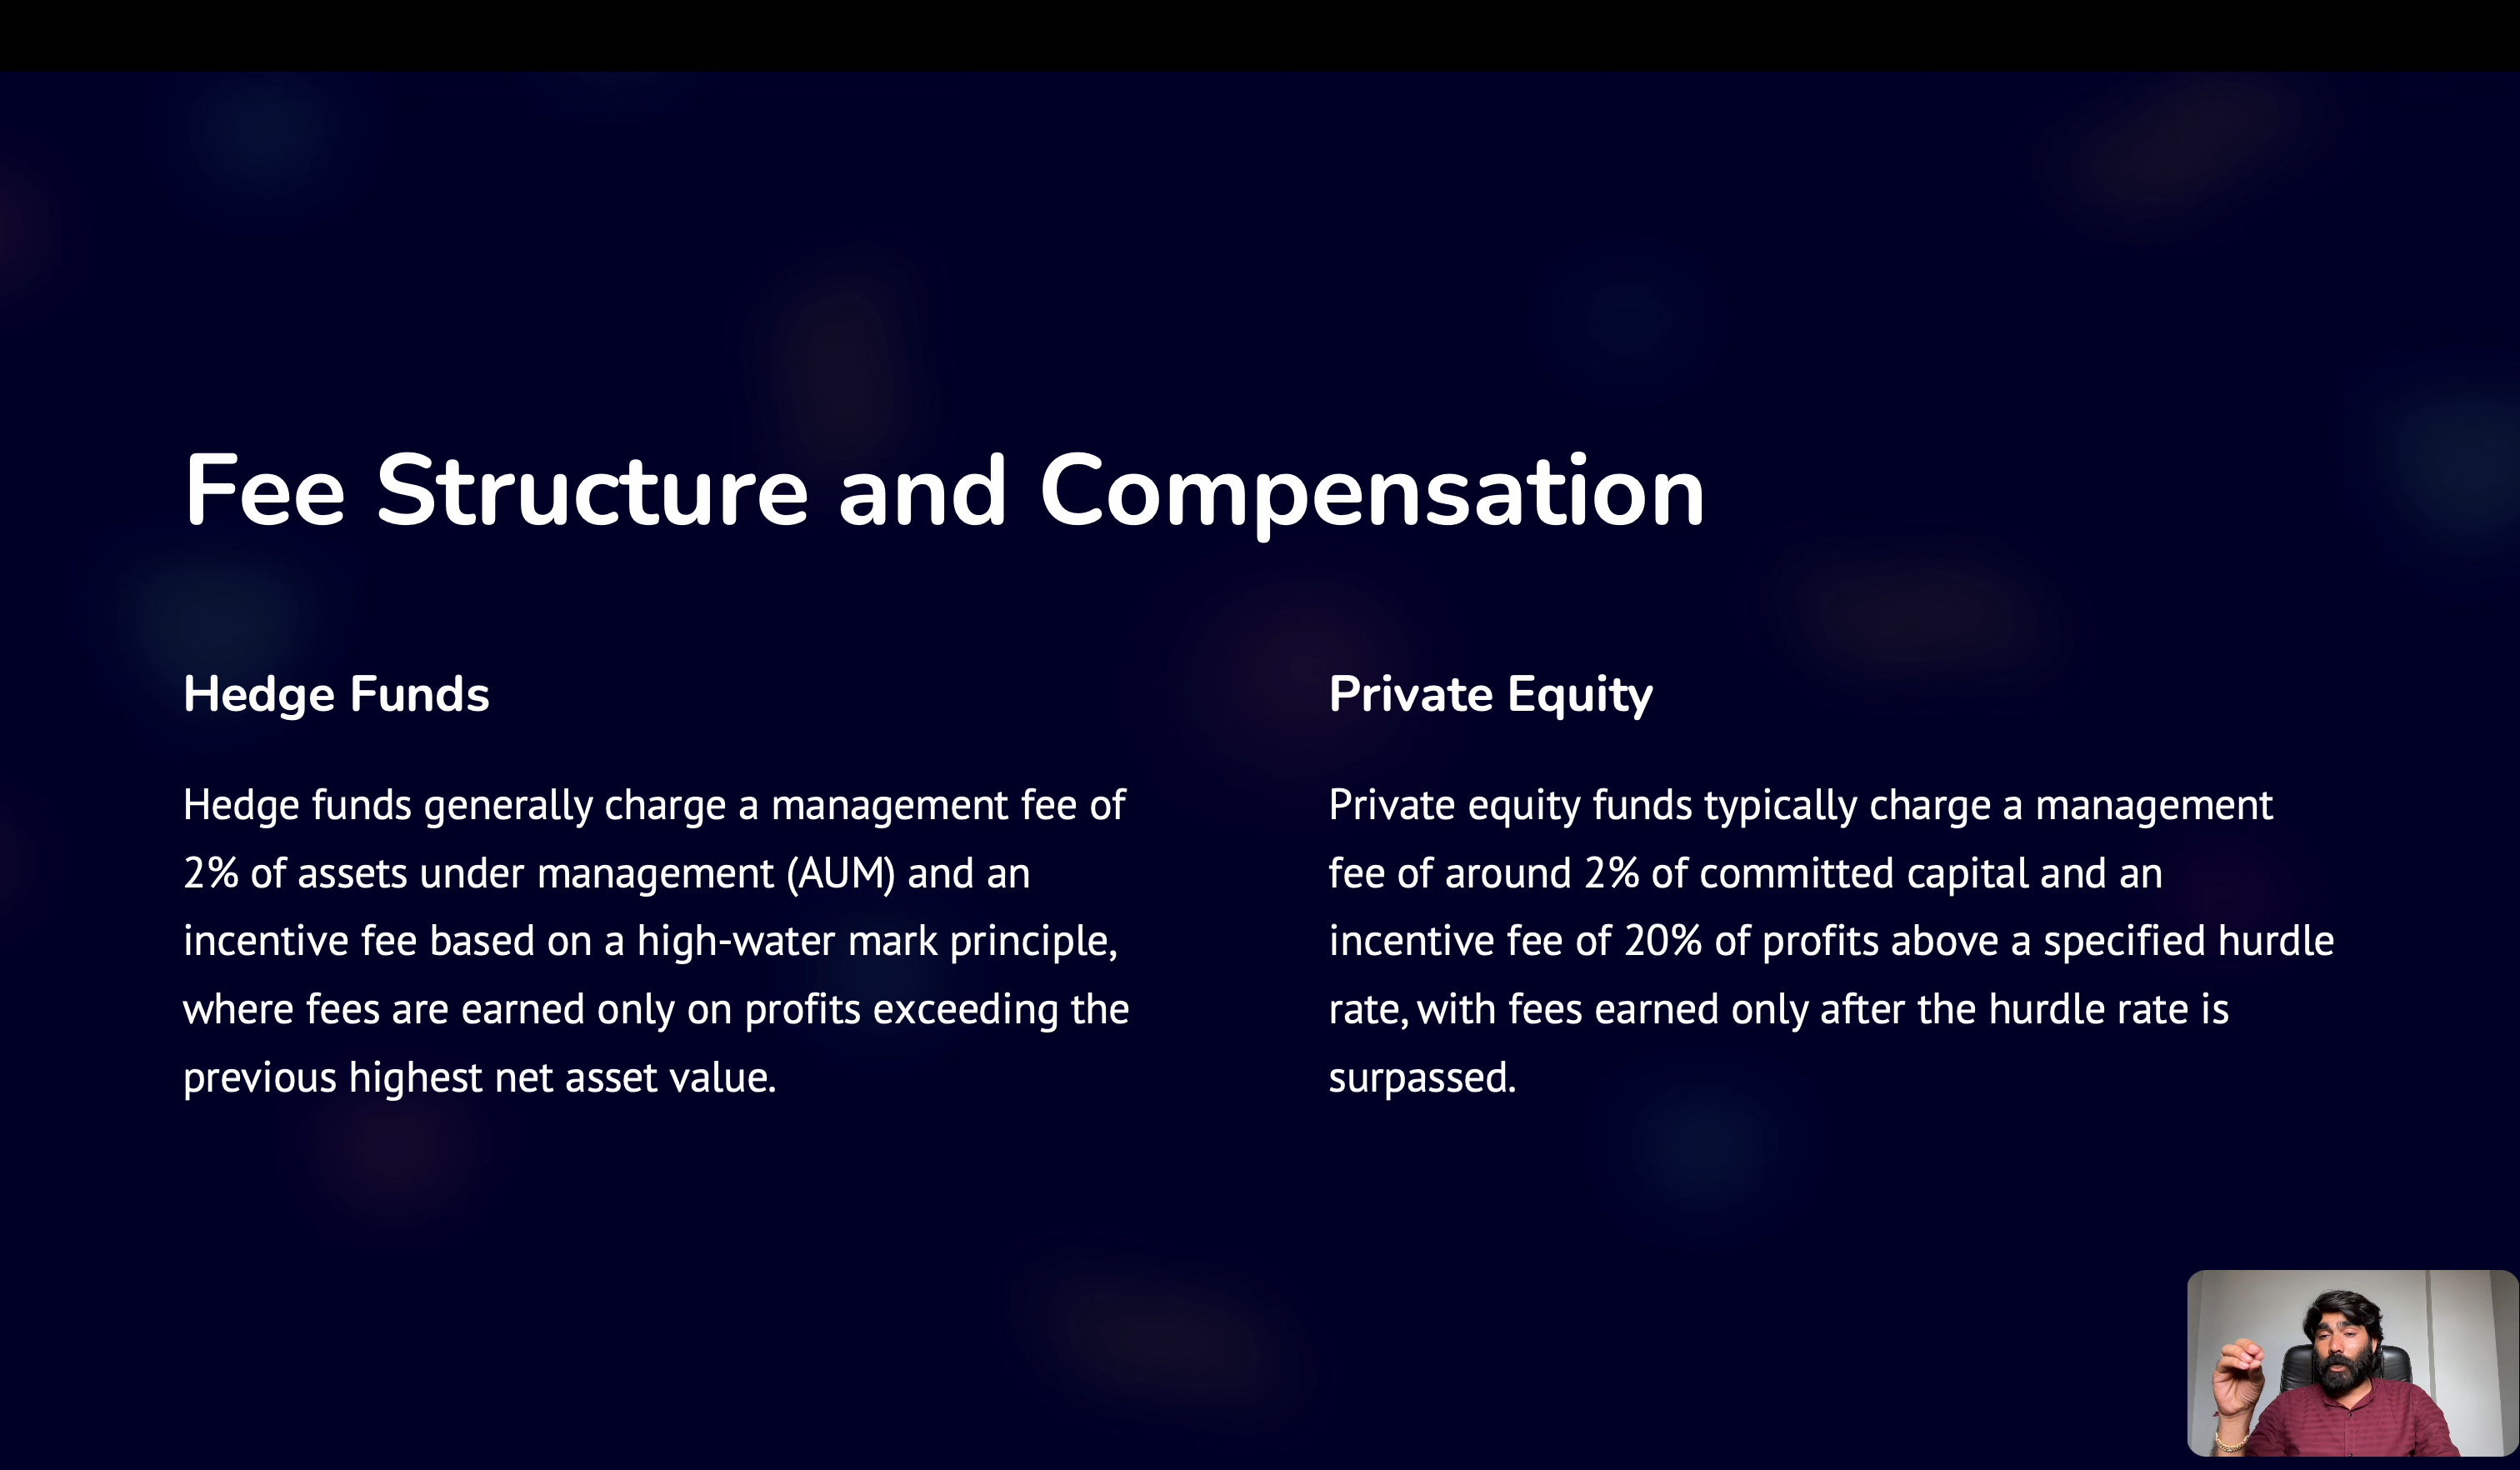 Fee Structure and Compensation
Hedge Funds
Hedge funds generally charge a management fee of
2% of assets under management (AUM) and an
incentive fee based on a high-water mark principle,
where fees are earned only on profits exceeding the
previous highest net asset value.
Private Equity
Private equity funds typically charge a management
fee of around 2% of committed capital and an
incentive fee of 20% of profits above a specified hurdle
rate, with fees earned only after the hurdle rate is
surpassed.